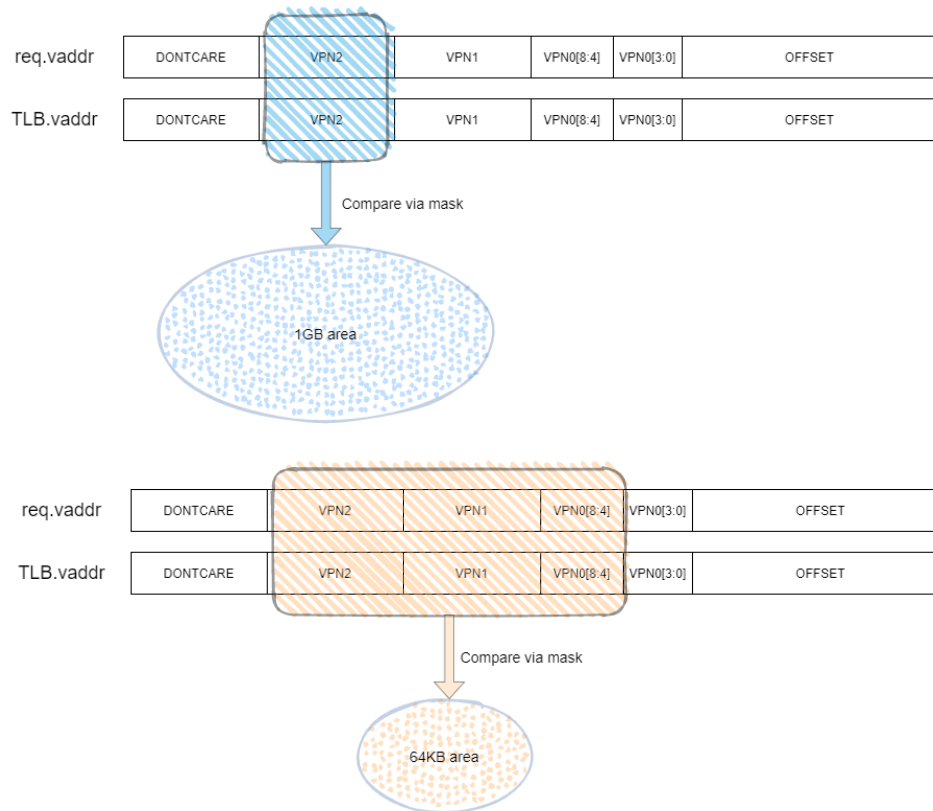 req.vaddr DONTCARE VPN2 VPN1 VPN0[8:4] VPN0[3:0] OFFSET
TLB.vaddr DONTCARE VPN2 VPN1 VPN0[8:4] VPN0[3:0] OFFSET
Compare via mask
1GB area
req.vaddr DONTCARE VPN2 VPN1 VPN0[8:4] VPN0[3:0] OFFSET
TLB.vaddr DONTCARE VPN2 VPN1 VPN0[8:4] VPN0[3:0] OFFSET
Compare via mask
64KB area